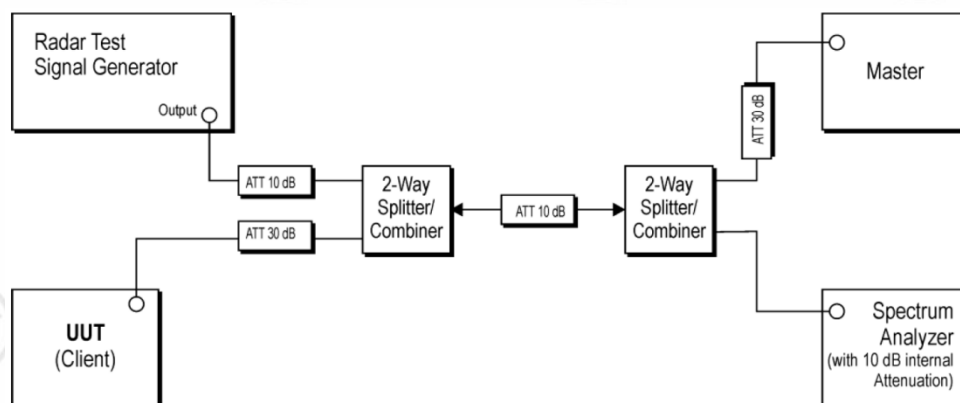 Radar Test
Signal Generator
Output
ATT 10 dB
ATT 30 dB
2-Way
Splitter/
Combiner
ATT 10 dB
2-Way
Splitter/
Combiner
ATT 30 dB
Master
UUT
(Client)
Spectrum
Analyzer
(with 10 dB internal
Attenuation)